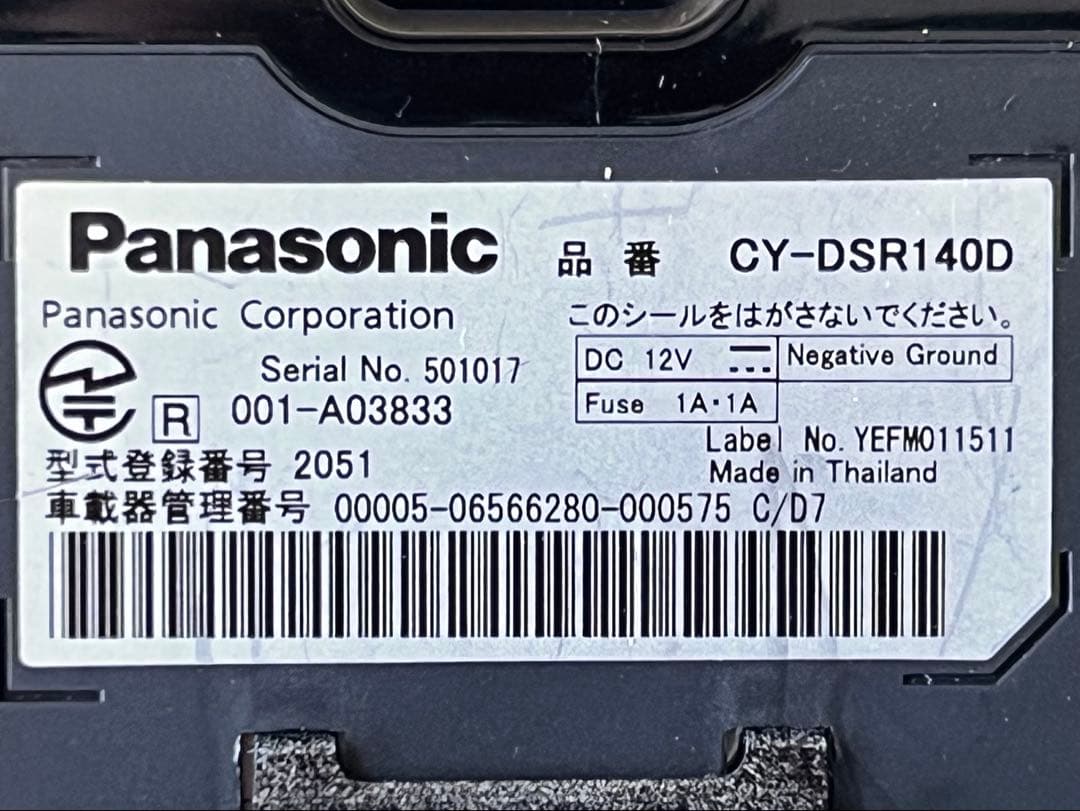 Panasonic 品番 CY-DSR140D
Panasonic Corporation このシールをはがさないでください。
Serial No. 501017 DC 12V Negative Ground
R 001-A03833 Fuse 1A・1A
Label No. YEFM011511
型式登録番号 2051 Made in Thailand
車載器管理番号 00005-06566280-000575 C/D7